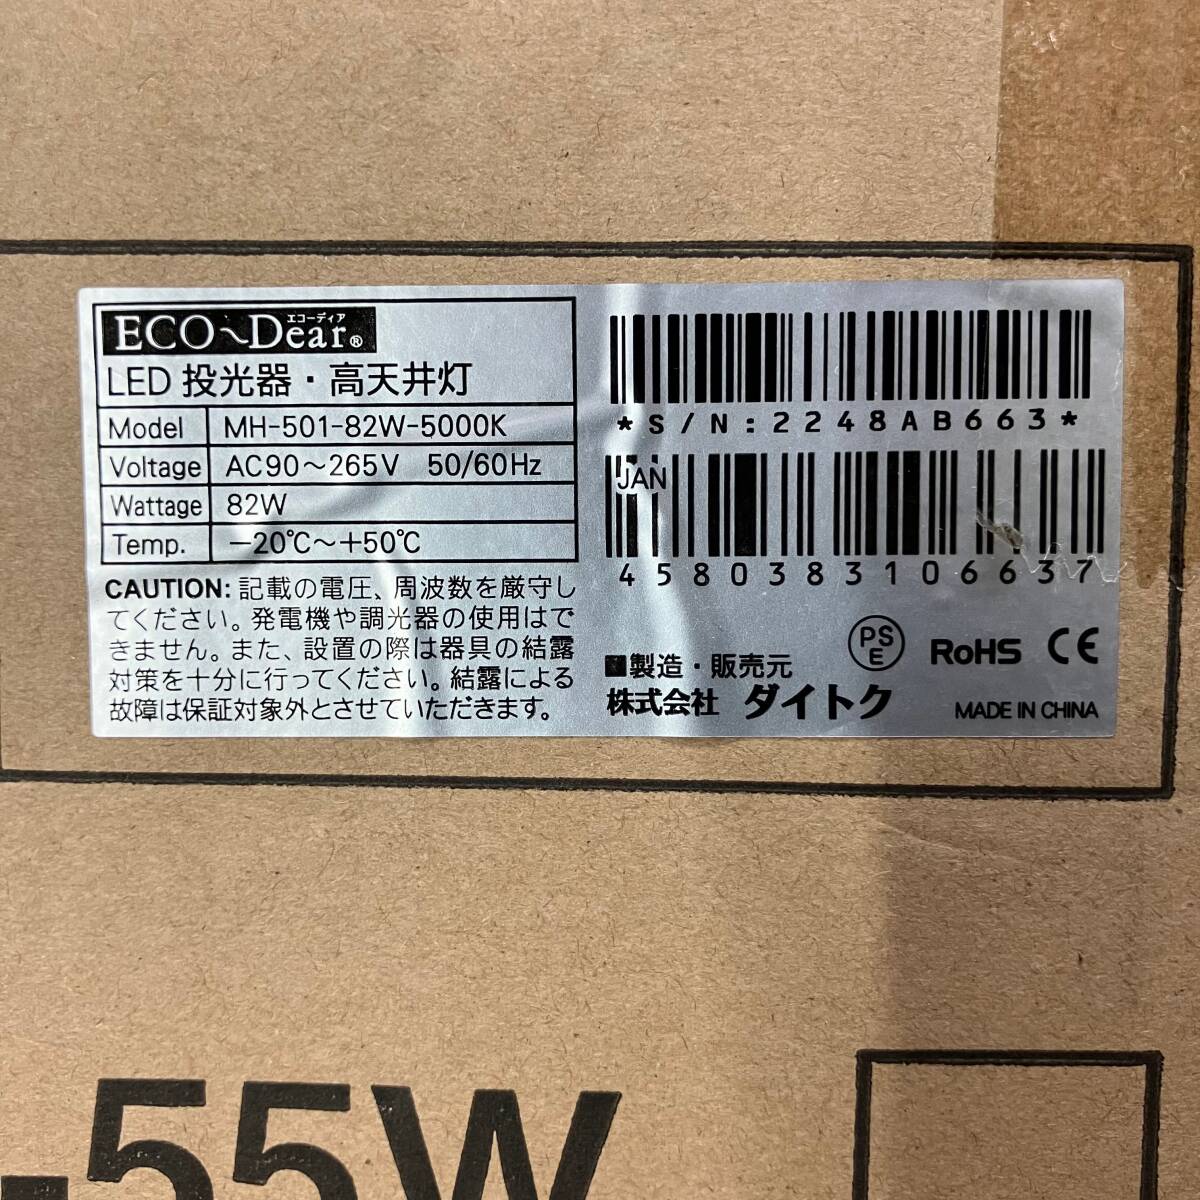 エコーディア
ECO~Dear®
LED 投光器・高天井灯
Model MH-501-82W-5000K
Voltage AC90～265V 50/60Hz
Wattage 82W
Temp. －20℃～+50℃
CAUTION: 記載の電圧、周波数を厳守し
てください。発電機や調光器の使用はで
きません。また、設置の際は器具の結露
対策を十分に行ってください。結露による
故障は保証対象外とさせていただきます。
*S/N:2248AB663*
JAN
4580383106637
■製造・販売元
株式会社 ダイトク
PS
E
RoHS CE
MADE IN CHINA
-55W